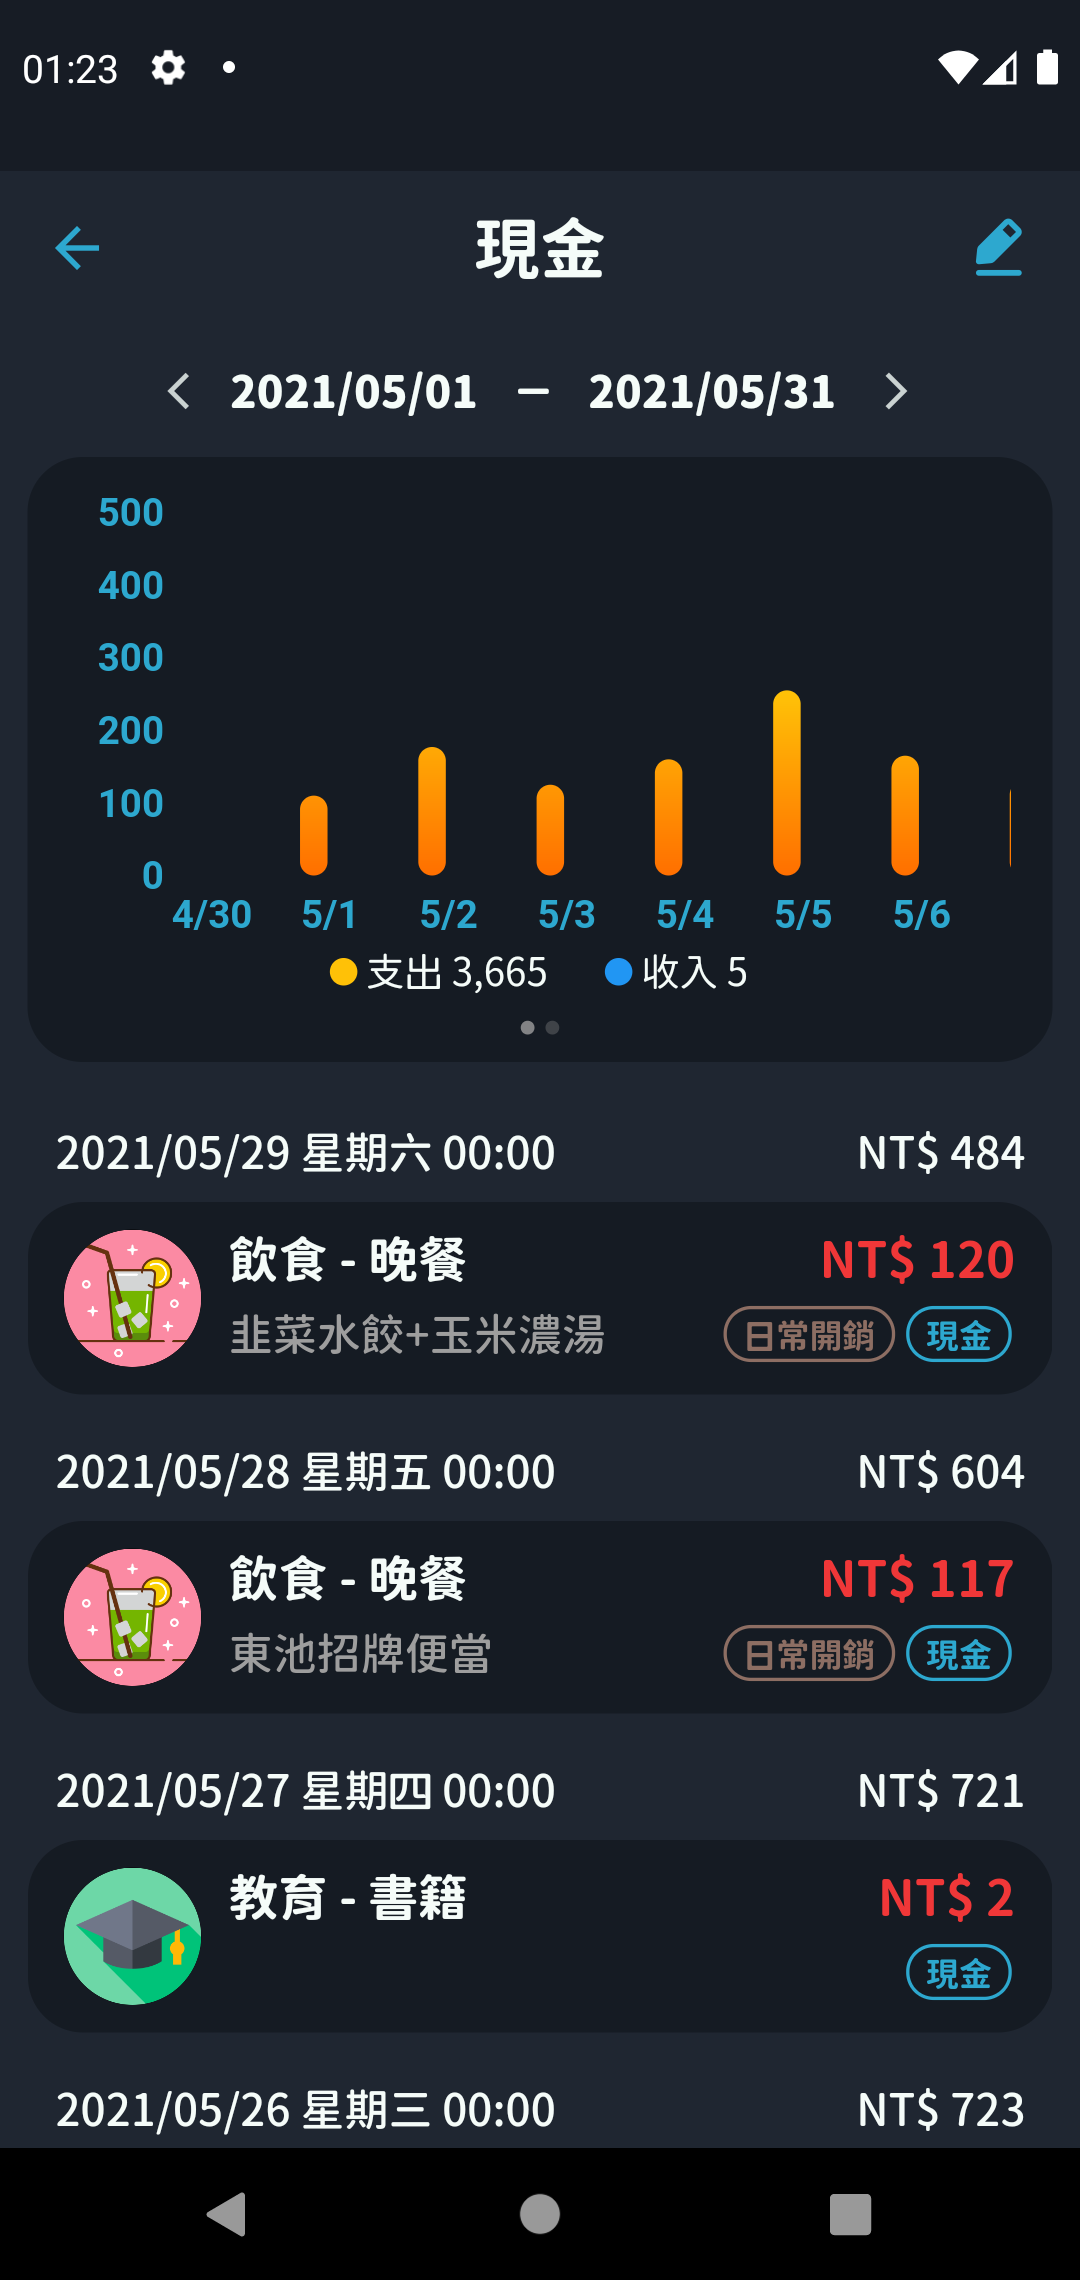 01:23
現金
2021/05/01 — 2021/05/31
500
400
300
200
100
0
4/30 5/1 5/2 5/3 5/4 5/5 5/6
支出 3,665 收入 5
2021/05/29 星期六 00:00 NT$ 484
飲食 - 晚餐 NT$ 120
韭菜水餃+玉米濃湯 日常開銷 現金
2021/05/28 星期五 00:00 NT$ 604
飲食 - 晚餐 NT$ 117
東池招牌便當 日常開銷 現金
2021/05/27 星期四 00:00 NT$ 721
教育 - 書籍 NT$ 2
現金
2021/05/26 星期三 00:00 NT$ 723